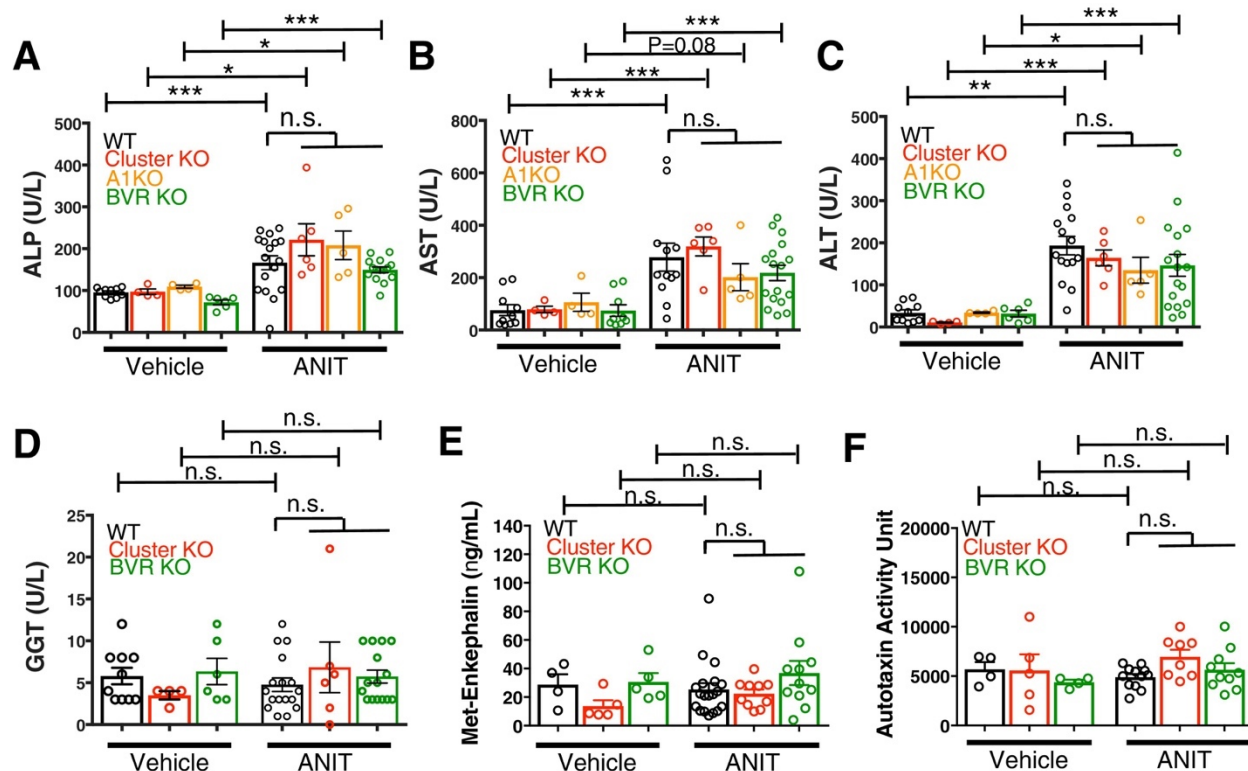 A
***
*
*
***
n.s.
ALP (U/L)
500
400
300
200
100
0
WT
Cluster KO
A1KO
BVR KO
Vehicle
ANIT
B
***
P=0.08
***
***
n.s.
AST (U/L)
800
600
400
200
0
WT
Cluster KO
A1KO
BVR KO
Vehicle
ANIT
C
***
*
***
**
n.s.
ALT (U/L)
500
400
300
200
100
0
WT
Cluster KO
A1KO
BVR KO
Vehicle
ANIT
D
n.s.
n.s.
n.s.
n.s.
GGT (U/L)
25
20
15
10
5
0
WT
Cluster KO
BVR KO
Vehicle
ANIT
E
n.s.
n.s.
n.s.
n.s.
Met-Enkephalin (ng/mL)
140
120
100
80
60
40
20
0
WT
Cluster KO
BVR KO
Vehicle
ANIT
F
n.s.
n.s.
n.s.
n.s.
Autotaxin Activity Unit
20000
15000
10000
5000
0
WT
Cluster KO
BVR KO
Vehicle
ANIT